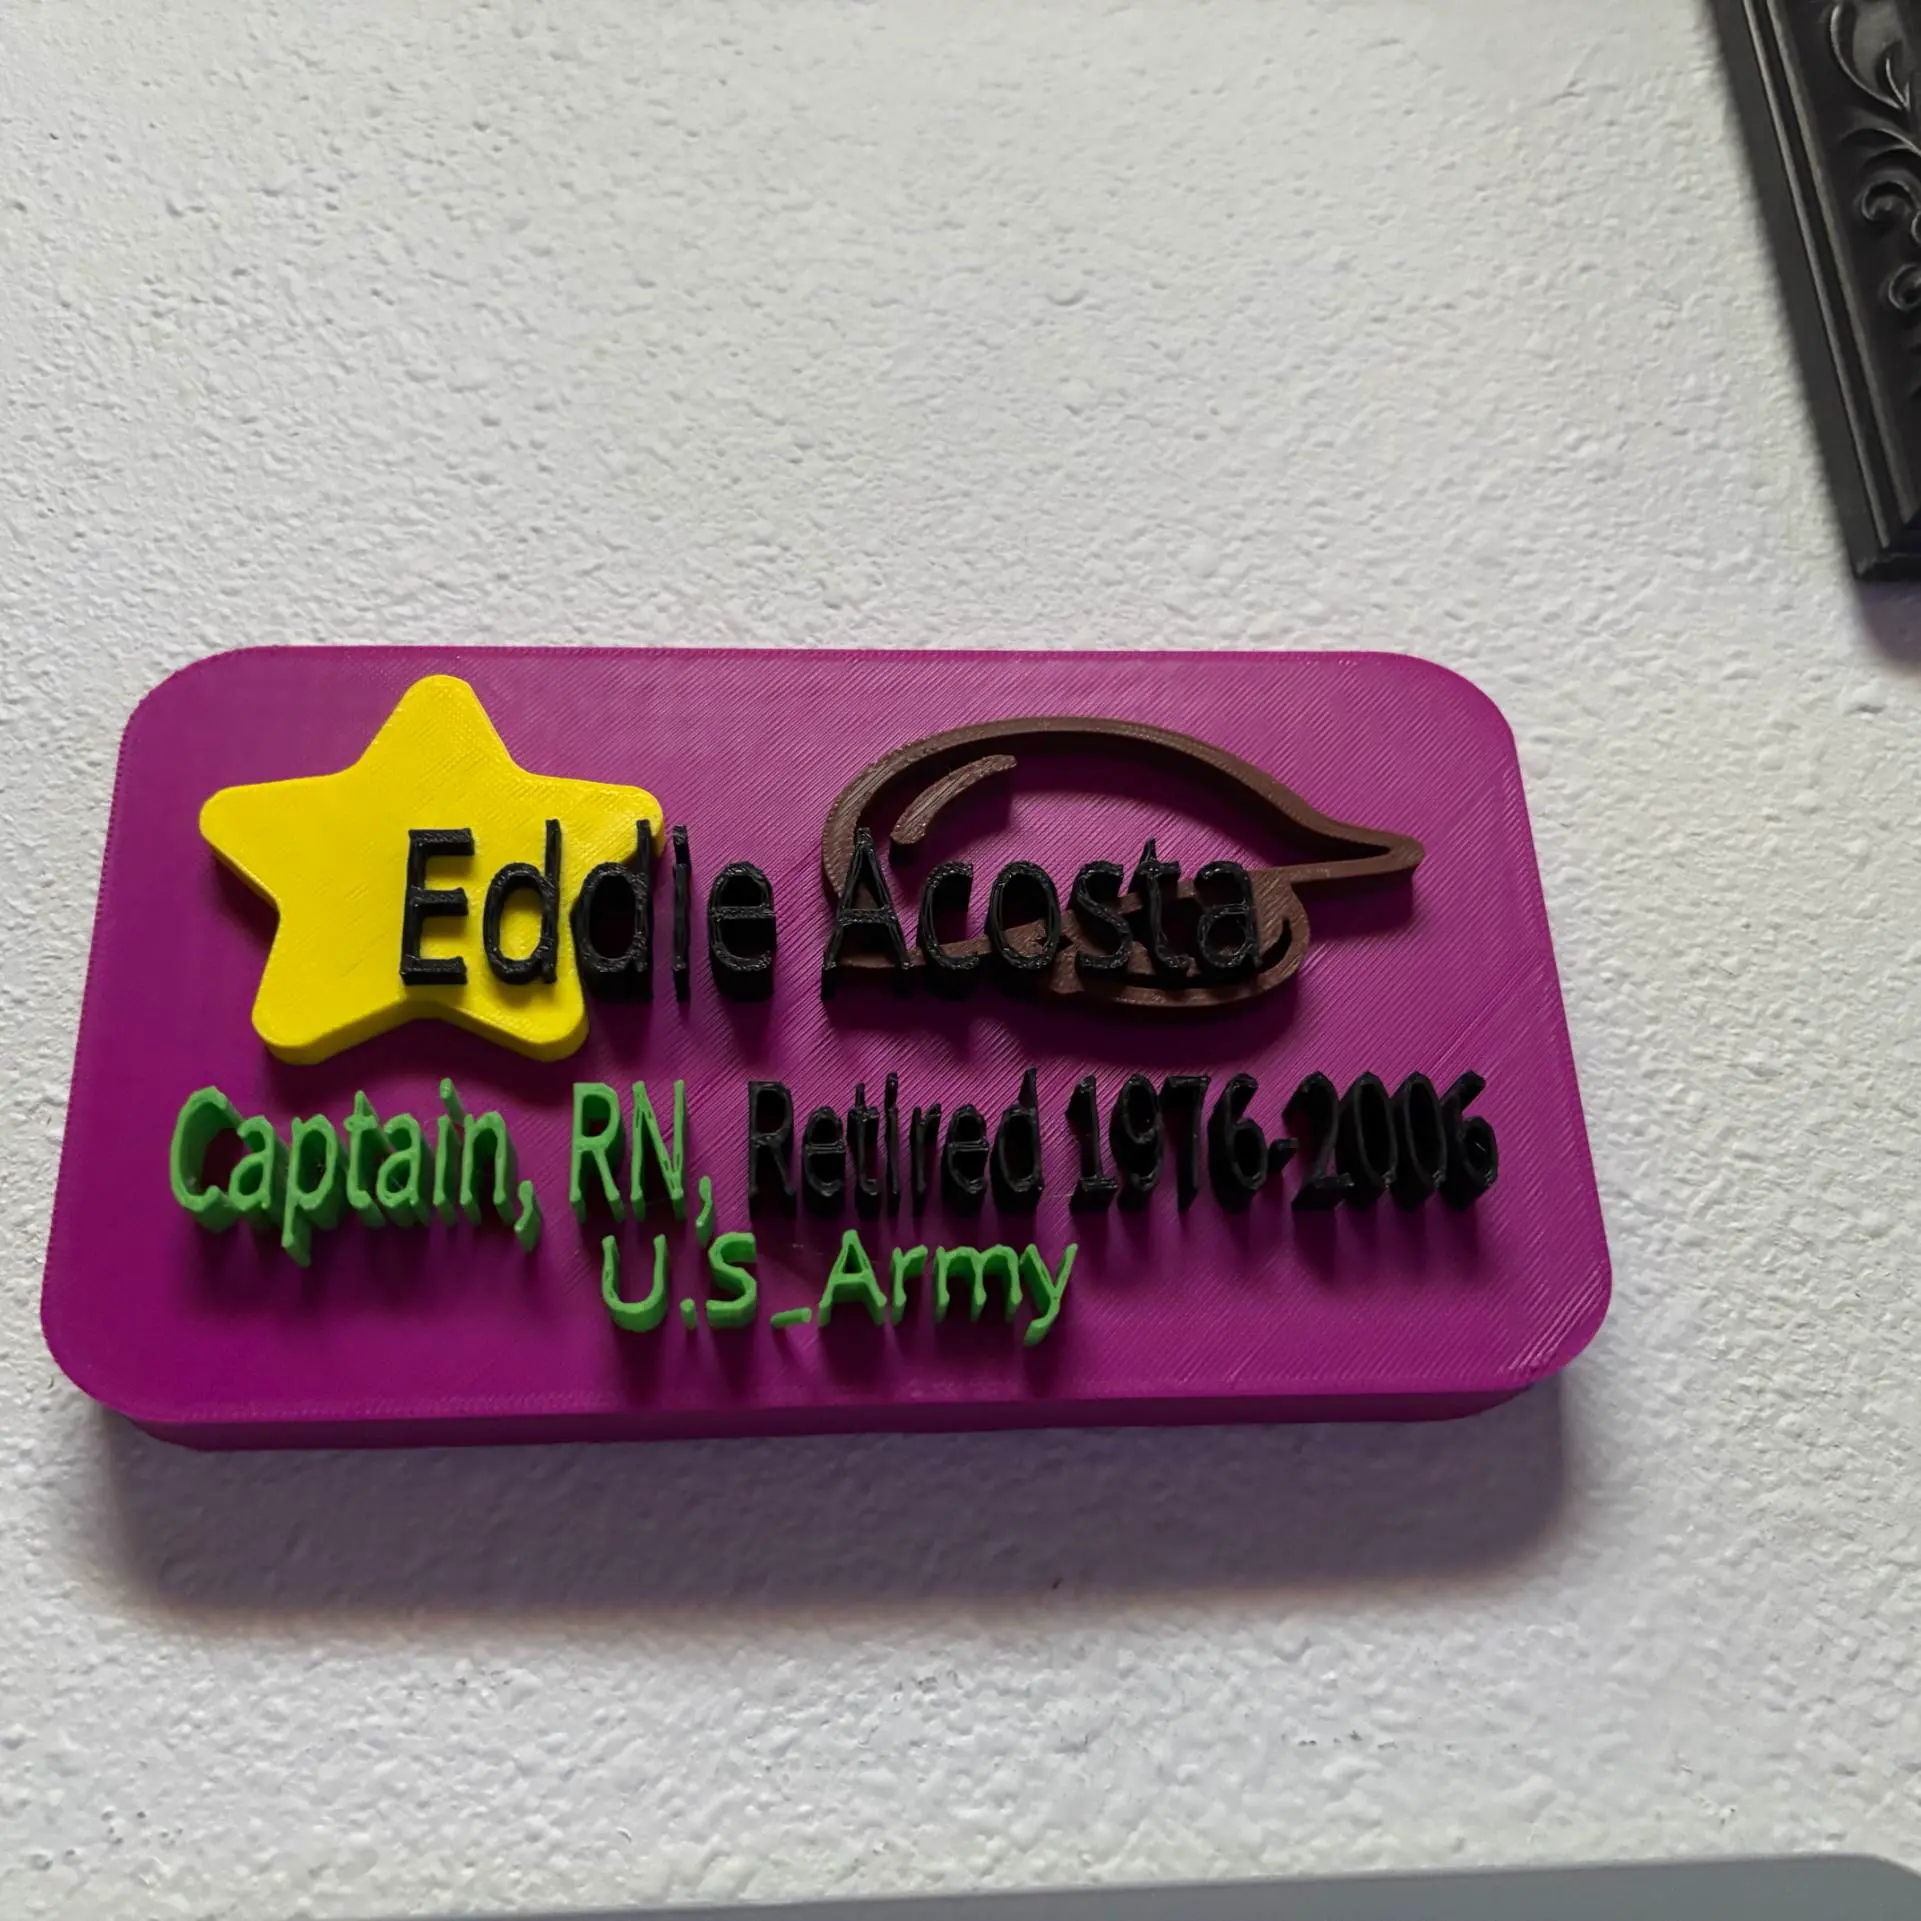 Eddie Acosta
Captain, RN, Retired 1976-2006
U.S_Army